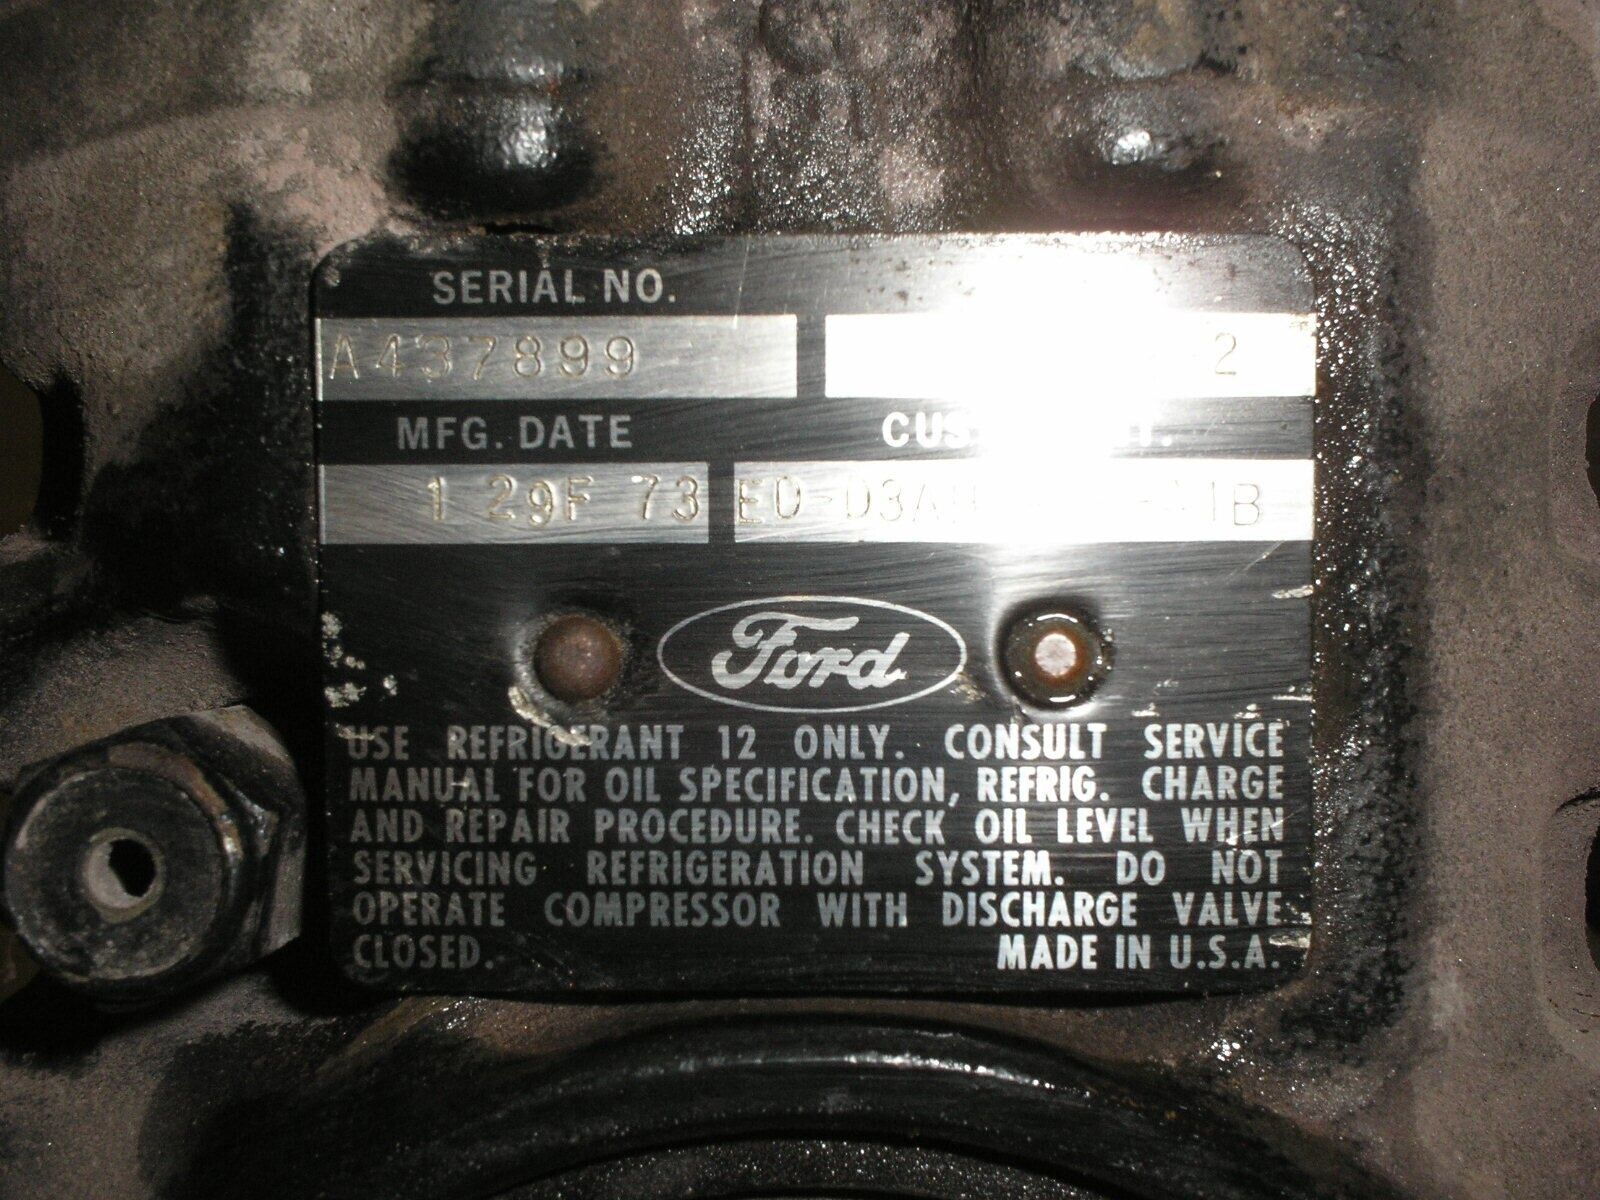 SERIAL NO.
A437899
2
MFG. DATE
1 29F 73
Ford
USE REFRIGERANT 12 ONLY. CONSULT SERVICE
MANUAL FOR OIL SPECIFICATION, REFRIG. CHARGE
AND REPAIR PROCEDURE. CHECK OIL LEVEL WHEN
SERVICING REFRIGERATION SYSTEM. DO NOT
OPERATE COMPRESSOR WITH DISCHARGE VALVE
CLOSED. MADE IN U.S.A.